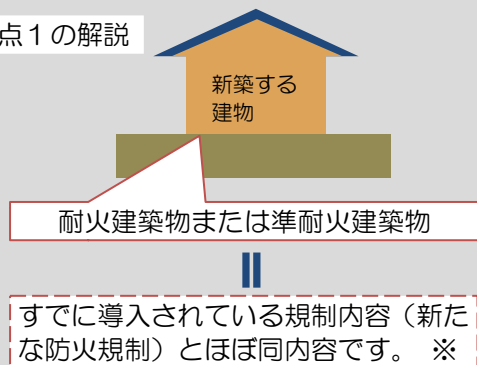 点１の解説
新築する
建物
耐火建築物または準耐火建築物
すでに導入されている規制内容（新た
な防火規制）とほぼ同内容です。 ※